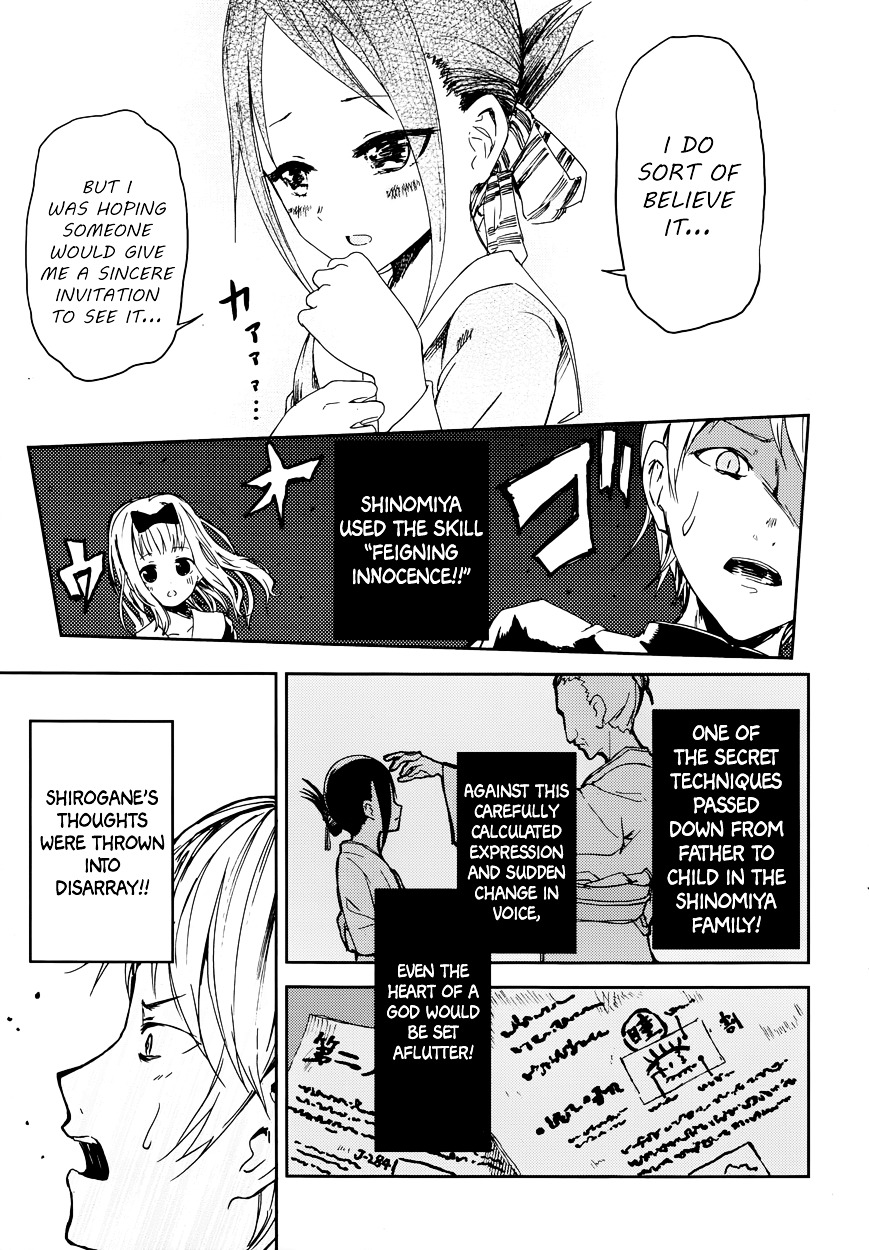 I DO
SORT OF
BELIEVE
IT...
BUT I
WAS HOPING
SOMEONE
WOULD GIVE
ME A SINCERE
INVITATION
TO SEE IT...
カァァァ…
SHINOMIYA
USED THE SKILL
"FEIGNING
INNOCENCE!!"
ONE OF
THE SECRET
TECHNIQUES
PASSED
DOWN FROM
FATHER TO
CHILD IN THE
SHINOMIYA
FAMILY!
AGAINST THIS
CAREFULLY
CALCULATED
EXPRESSION
AND SUDDEN
CHANGE IN
VOICE,
EVEN THE
HEART OF A
GOD WOULD
BE SET
AFLUTTER!
第二
J-284
SHIROGANE'S
THOUGHTS
WERE THROWN
INTO
DISARRAY!!